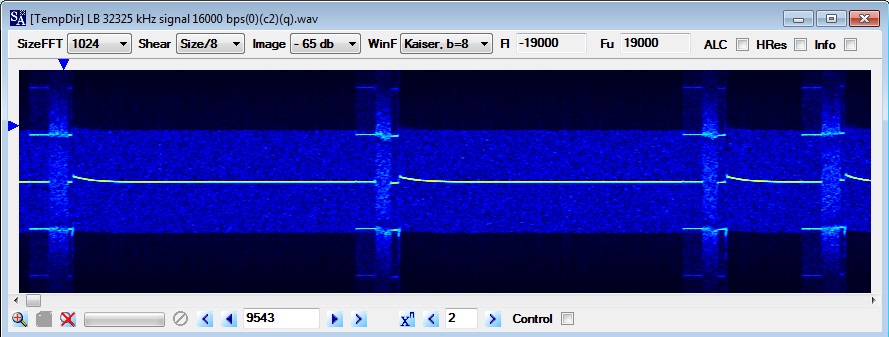 SA [TempDir] LB 32325 kHz signal 16000 bps(0)(c2)(q).wav
SizeFFT 1024 Shear Size/8 Image - 65 db WinF Kaiser, b=8 Fl -19000 Fu 19000 ALC HRes Info
9543 xⁿ 2 Control